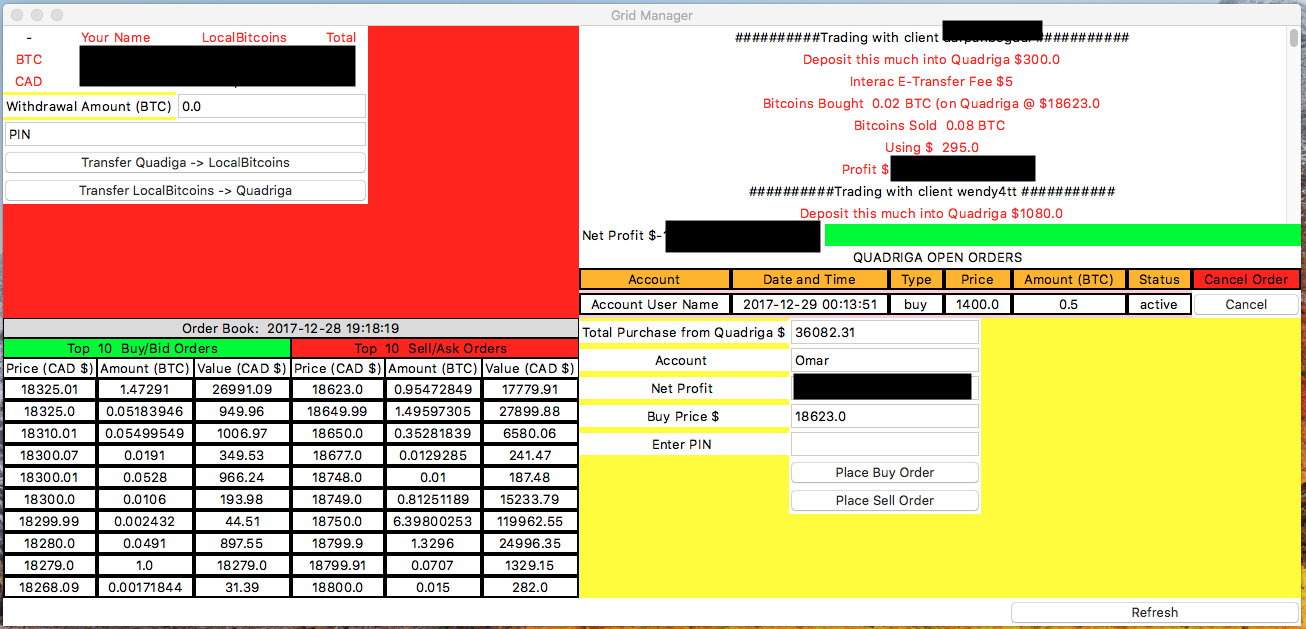 Grid Manager
- Your Name LocalBitcoins Total
BTC
CAD
Withdrawal Amount (BTC) 0.0
PIN
Transfer Quadiga -> LocalBitcoins
Transfer LocalBitcoins -> Quadriga
##########Trading with client ###########
Deposit this much into Quadriga $300.0
Interac E-Transfer Fee $5
Bitcoins Bought 0.02 BTC (on Quadriga @ $18623.0
Bitcoins Sold 0.08 BTC
Using $ 295.0
Profit $
##########Trading with client wendy4tt ###########
Deposit this much into Quadriga $1080.0
Net Profit $-
QUADRIGA OPEN ORDERS
Account Date and Time Type Price Amount (BTC) Status Cancel Order
Account User Name 2017-12-29 00:13:51 buy 1400.0 0.5 active Cancel
Order Book: 2017-12-28 19:18:19
Top 10 Buy/Bid Orders Top 10 Sell/Ask Orders
Price (CAD $) Amount (BTC) Value (CAD $) Price (CAD $) Amount (BTC) Value (CAD $)
18325.01 1.47291 26991.09 18623.0 0.95472849 17779.91
18325.0 0.05183946 949.96 18649.99 1.49597305 27899.88
18310.01 0.05499549 1006.97 18650.0 0.35281839 6580.06
18300.07 0.0191 349.53 18677.0 0.0129285 241.47
18300.01 0.0528 966.24 18748.0 0.01 187.48
18300.0 0.0106 193.98 18749.0 0.81251189 15233.79
18299.99 0.002432 44.51 18750.0 6.39800253 119962.55
18280.0 0.0491 897.55 18799.9 1.3296 24996.35
18279.0 1.0 18279.0 18799.91 0.0707 1329.15
18268.09 0.00171844 31.39 18800.0 0.015 282.0
Total Purchase from Quadriga $ 36082.31
Account Omar
Net Profit
Buy Price $ 18623.0
Enter PIN
Place Buy Order
Place Sell Order
Refresh